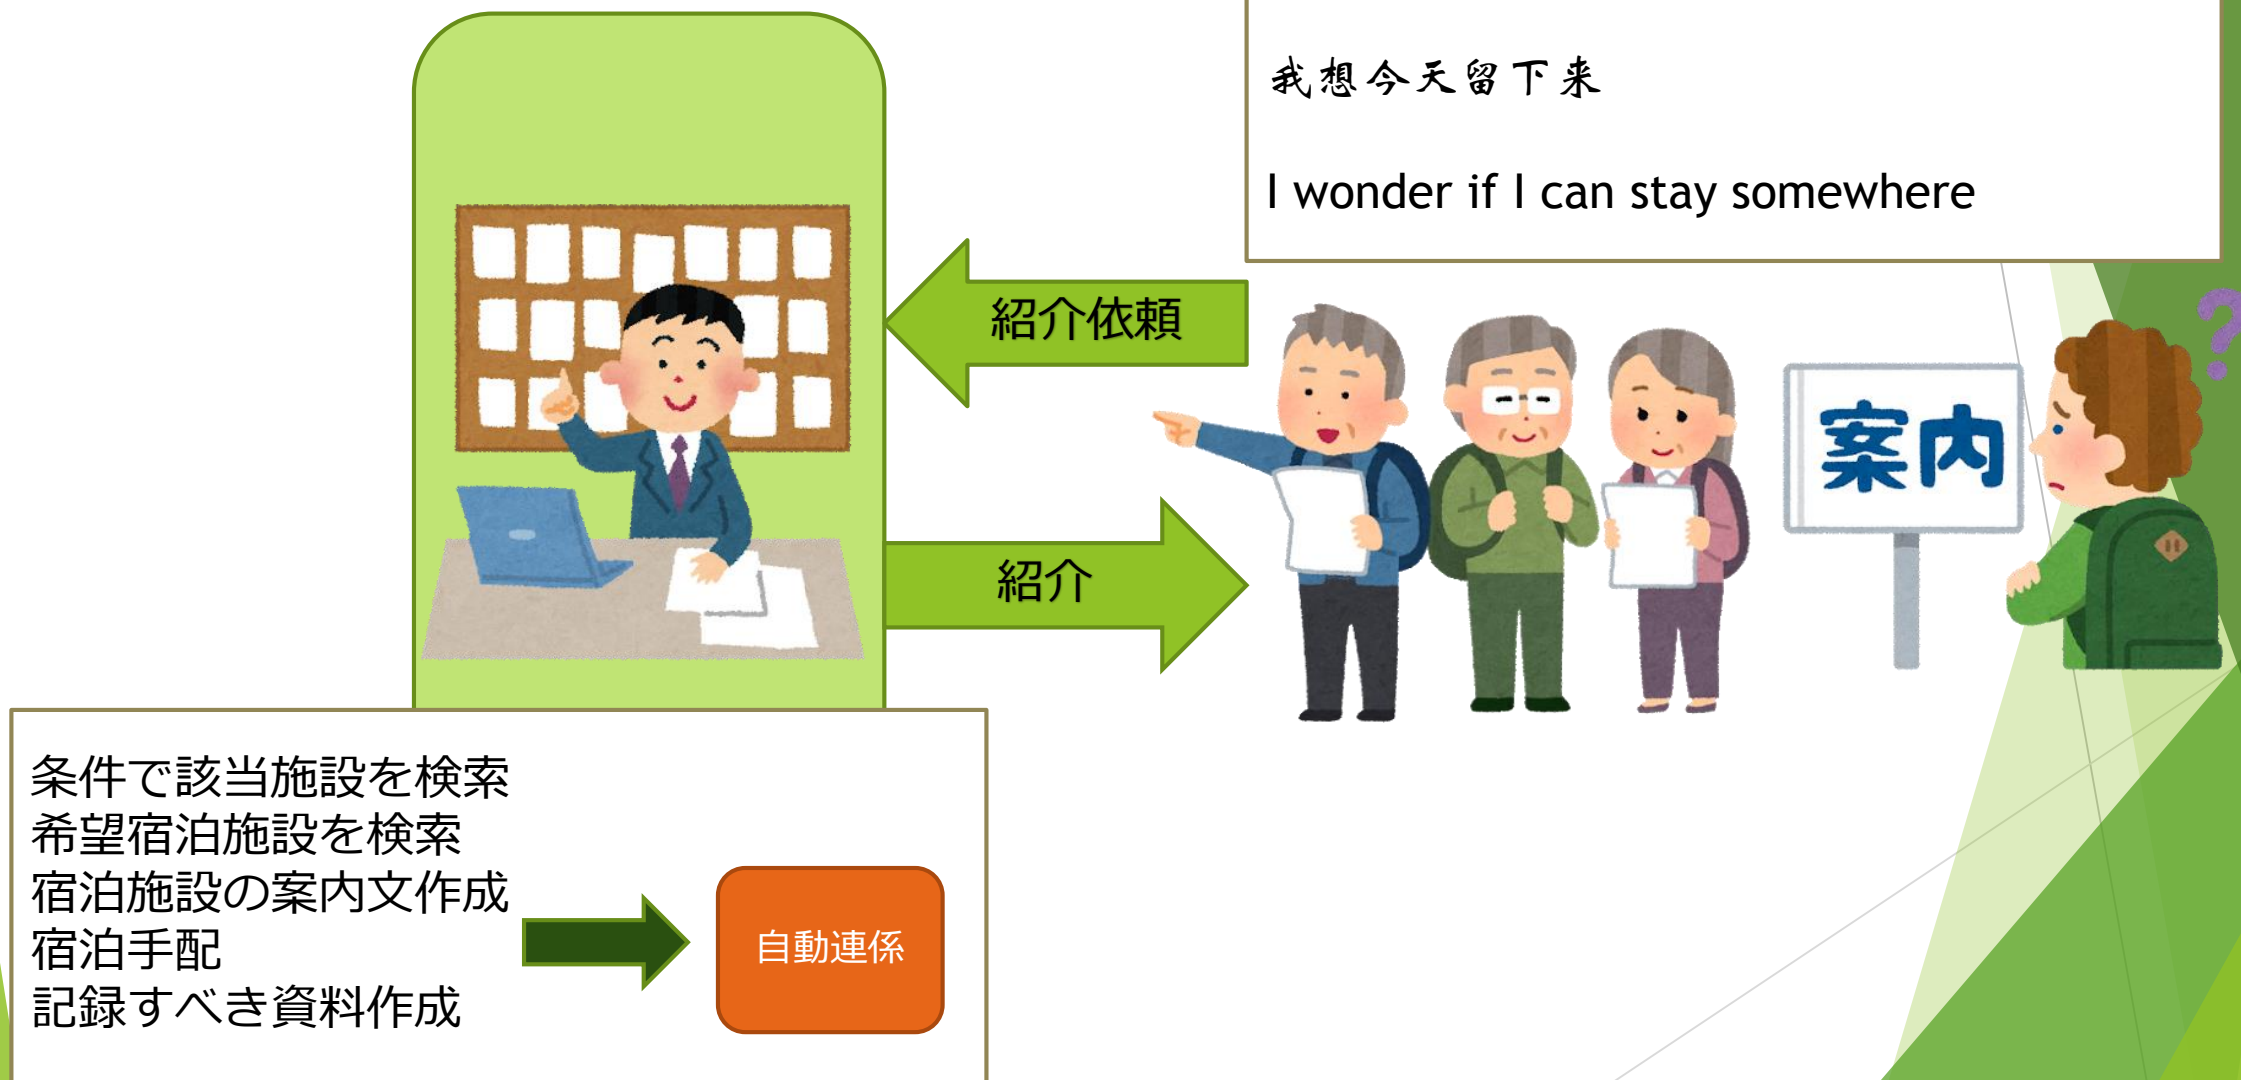 我想今天留下来
I wonder if I can stay somewhere
紹介依頼
案内
紹介
条件で該当施設を検索
希望宿泊施設を検索
宿泊施設の案内文作成
宿泊手配
記録すべき資料作成
自動連係
?